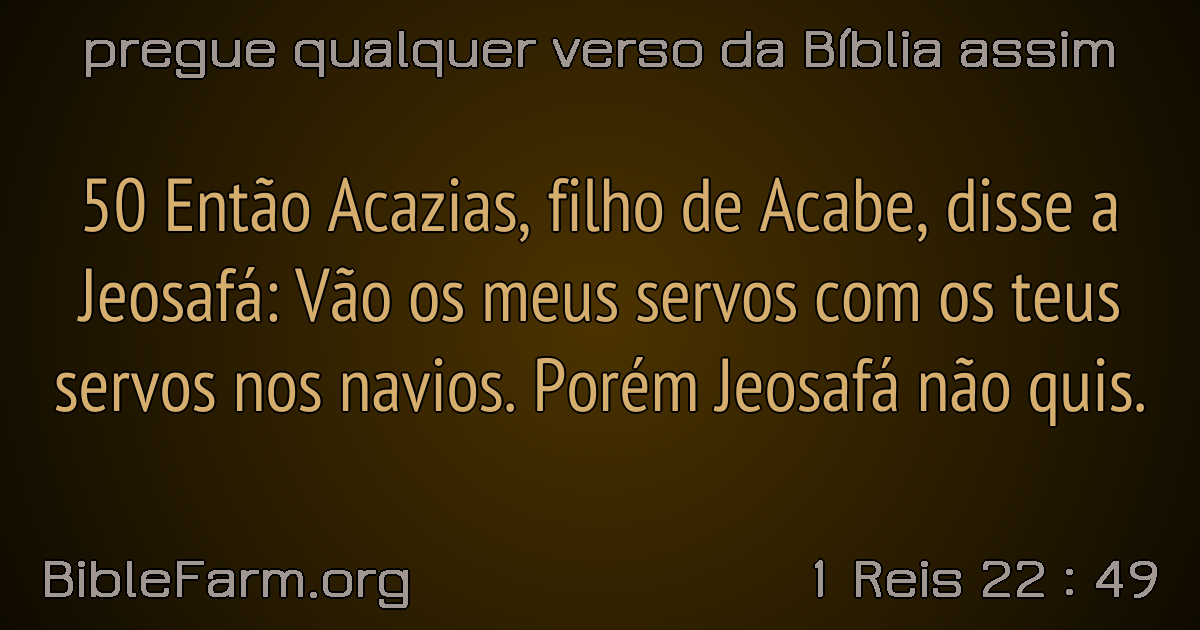 pregue qualquer verso da Bíblia assim
50 Então Acazias, filho de Acabe, disse a
Jeosafá: Vão os meus servos com os teus
servos nos navios. Porém Jeosafá não quis.
BibleFarm.org
1 Reis 22 : 49